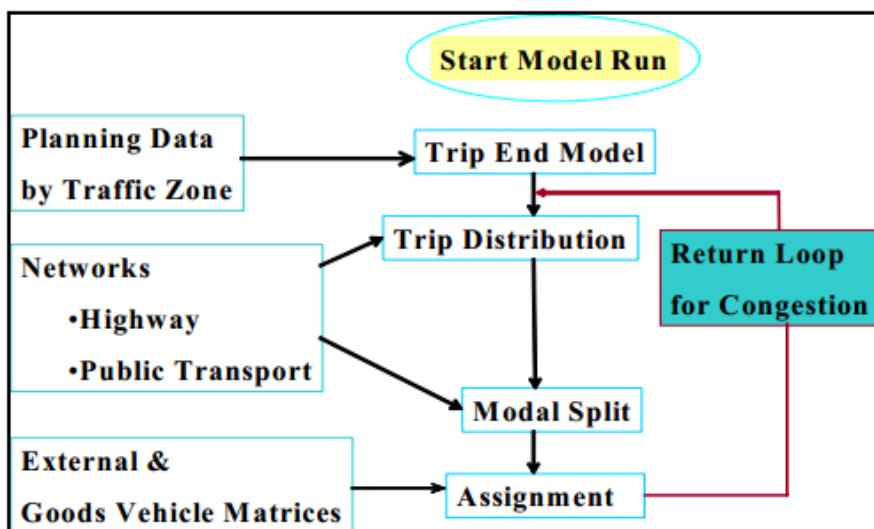 Start Model Run
Planning Data
by Traffic Zone
Trip End Model
Trip Distribution
Networks
•Highway
•Public Transport
Return Loop
for Congestion
Modal Split
External &
Goods Vehicle Matrices
Assignment